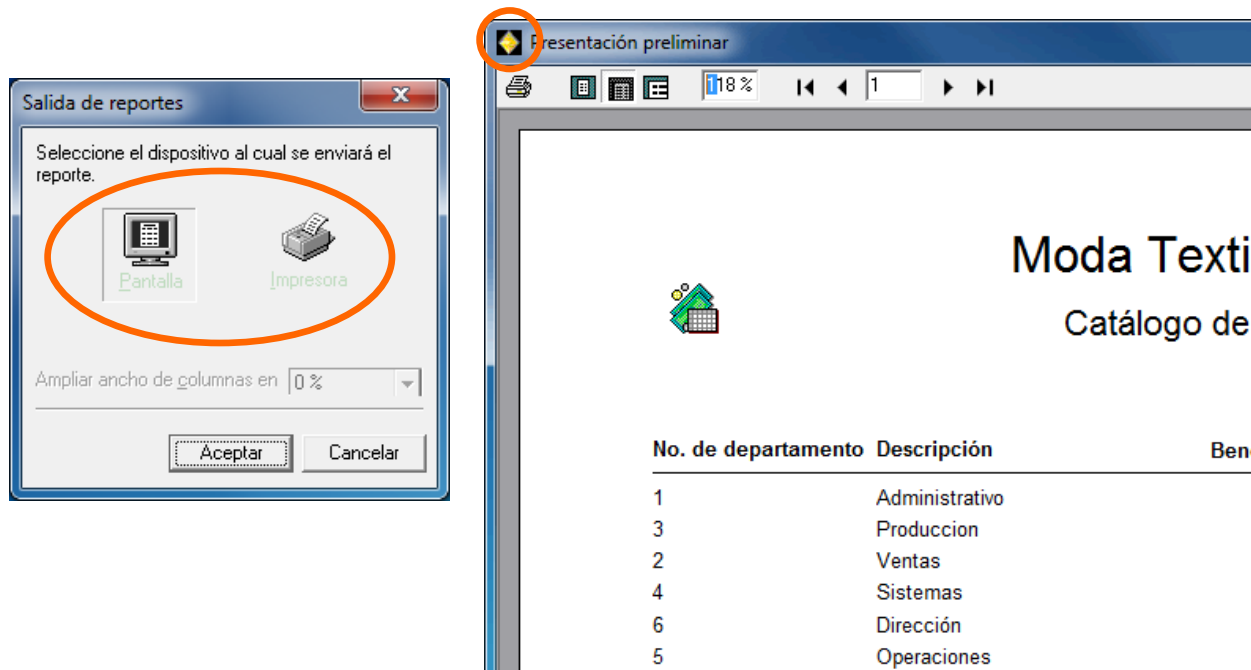 Salida de reportes
Seleccione el dispositivo al cual se enviará el
reporte.
Pantalla Impresora
Ampliar ancho de columnas en 0 %
Aceptar Cancelar
Presentación preliminar
118 % 1
Moda Texti
Catálogo de
No. de departamento Descripción Ben
1 Administrativo
3 Produccion
2 Ventas
4 Sistemas
6 Dirección
5 Operaciones